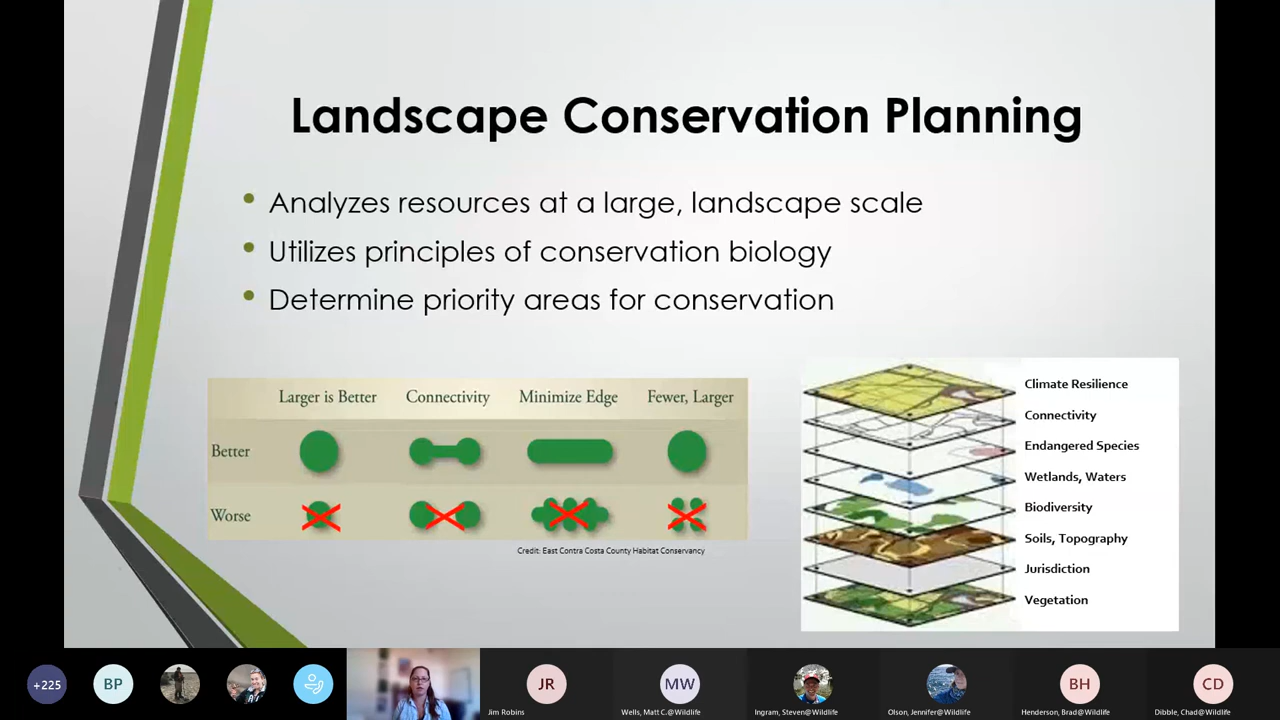 Landscape Conservation Planning
• Analyzes resources at a large, landscape scale
• Utilizes principles of conservation biology
• Determine priority areas for conservation
Larger is Better Connectivity Minimize Edge Fewer, Larger
Better
Worse
Credit: East Contra Costa County Habitat Conservancy
Climate Resilience
Connectivity
Endangered Species
Wetlands, Waters
Biodiversity
Soils, Topography
Jurisdiction
Vegetation
+225 BP JR MW BH CD
Jim Robins Wells, Matt C.@Wildlife Ingram, Steven@Wildlife Olson, Jennifer@Wildlife Henderson, Brad@Wildlife Dibble, Chad@Wildlife